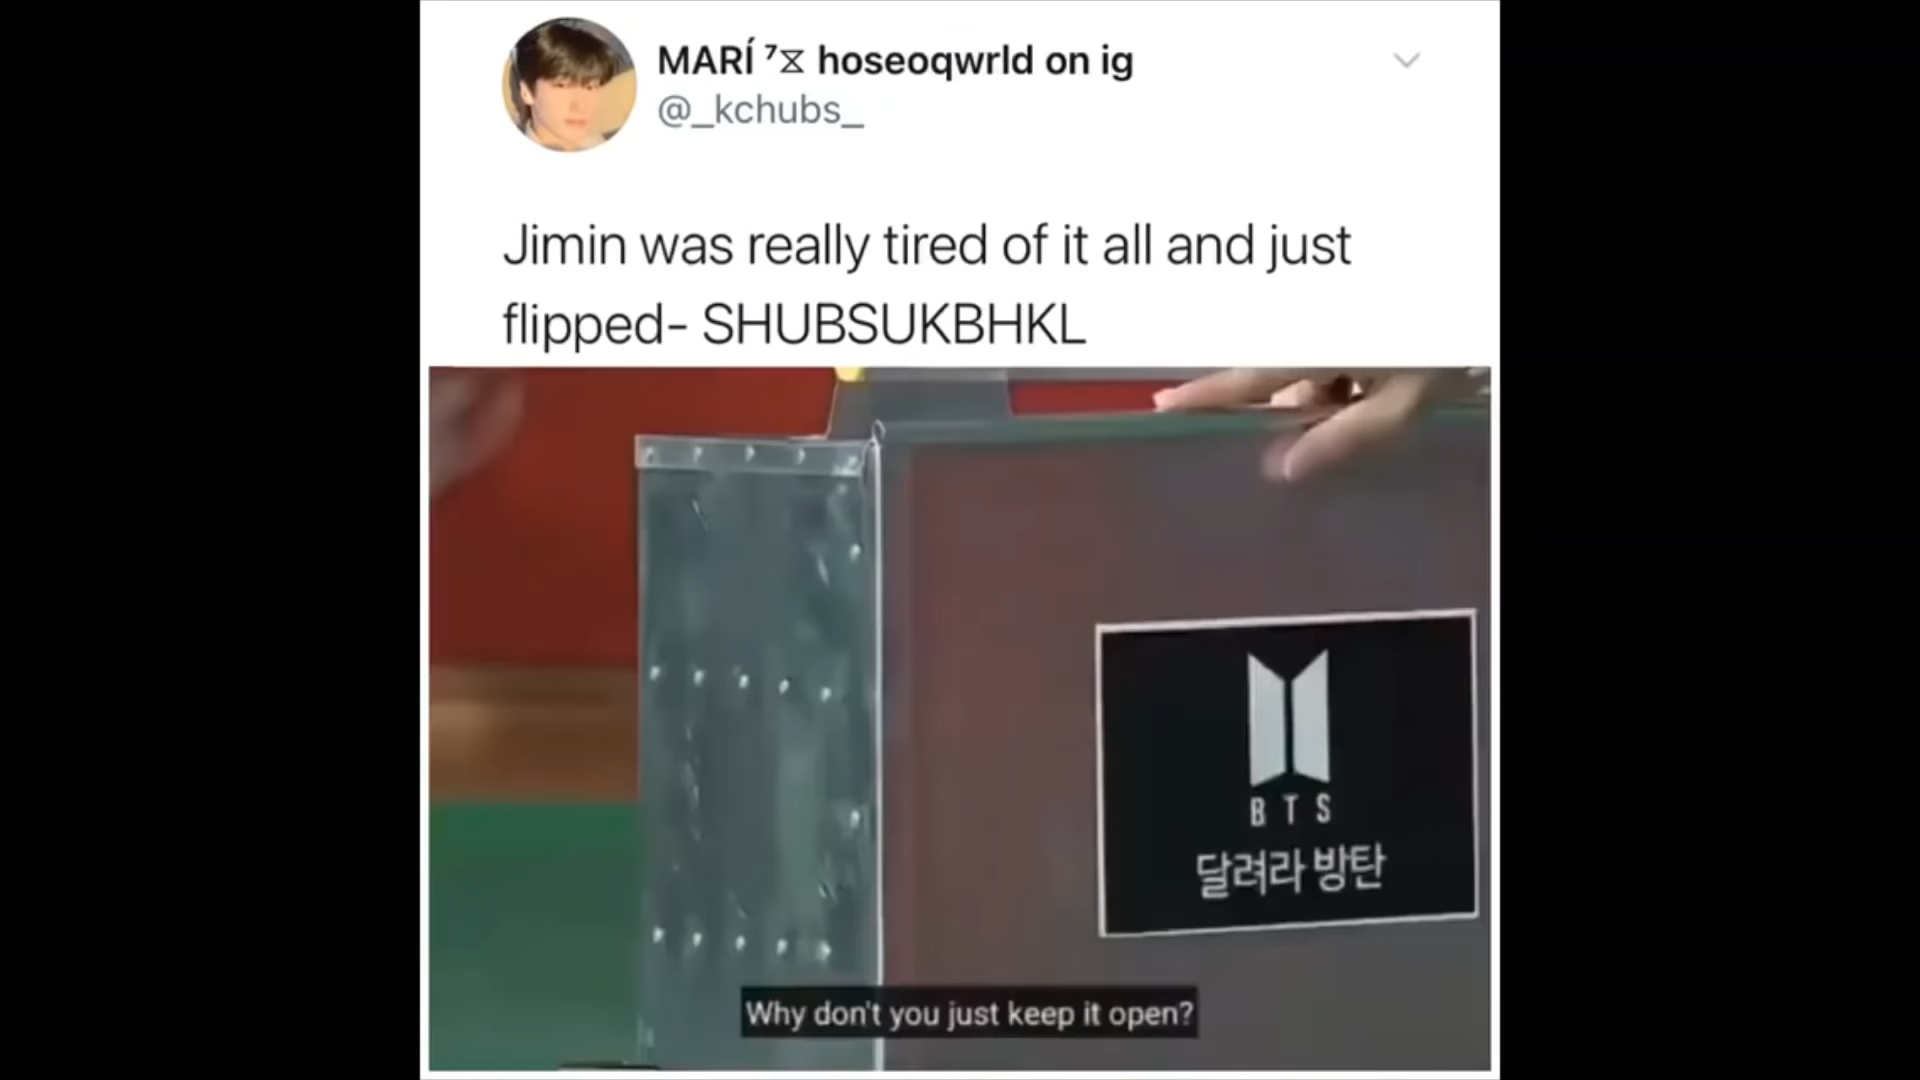 MARÍ ⁷⧖ hoseoqwrld on ig
@_kchubs_
Jimin was really tired of it all and just
flipped- SHUBSUKBHKL
BTS
달려라 방탄
Why don't you just keep it open?